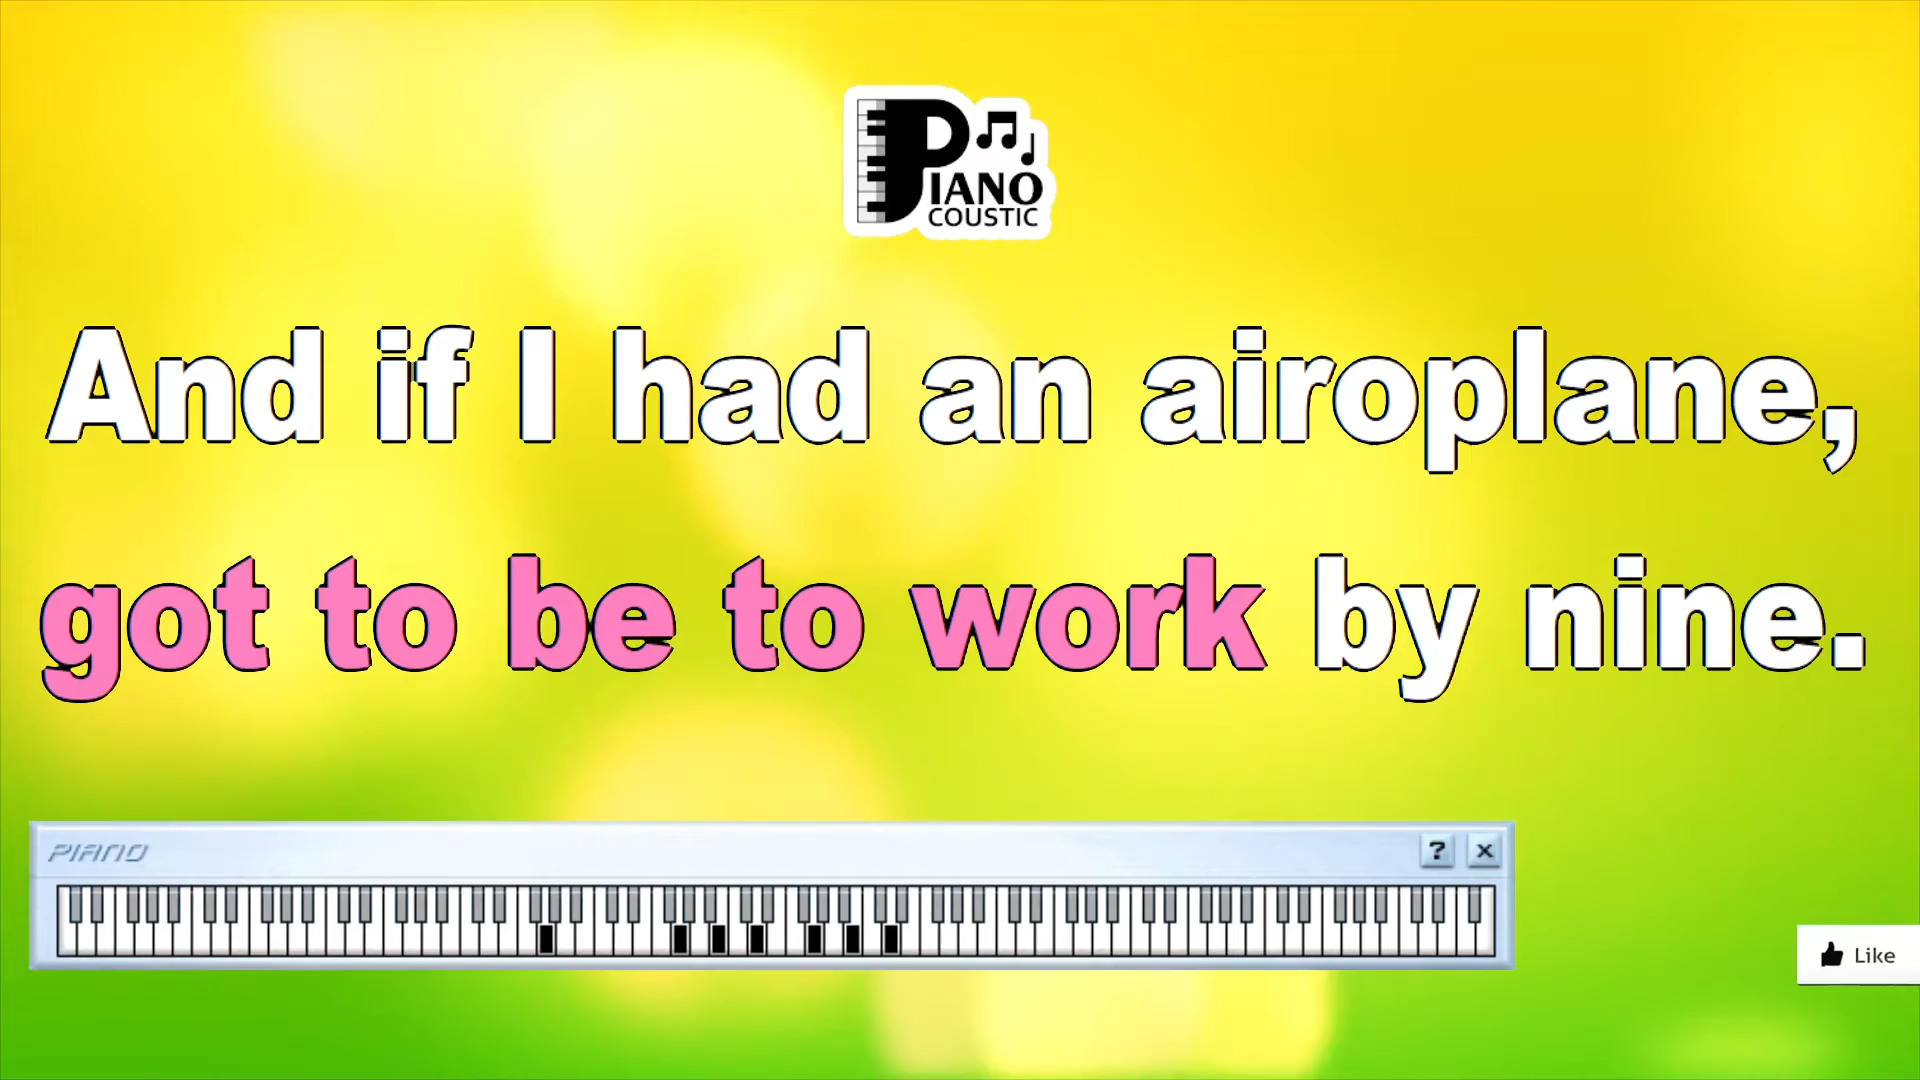 PIANO
COUSTIC
And if I had an airoplane,
got to be to work by nine.
PIANO
?
×
Like